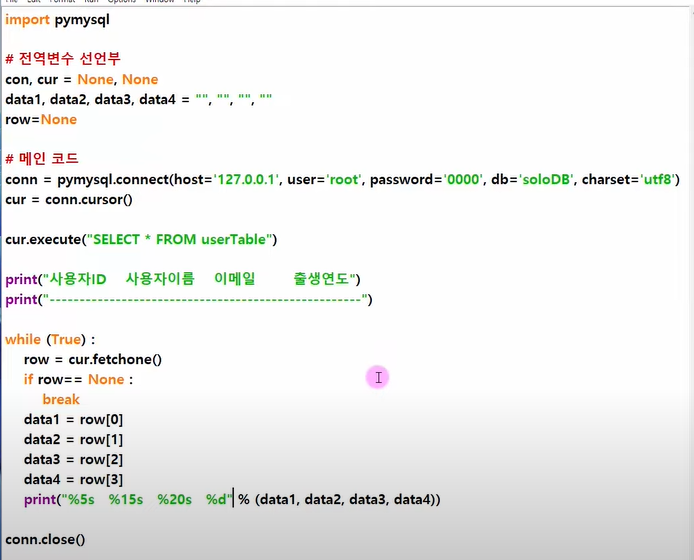 import pymysql
# 전역변수 선언부
con, cur = None, None
data1, data2, data3, data4 = "", "", "", ""
row=None
# 메인 코드
conn = pymysql.connect(host='127.0.0.1', user='root', password='0000', db='soloDB', charset='utf8')
cur = conn.cursor()
cur.execute("SELECT * FROM userTable")
print("사용자ID    사용자이름    이메일        출생연도")
print("----------------------------------------------------")
while (True) :
    row = cur.fetchone()
    if row== None :
        break
    data1 = row[0]
    data2 = row[1]
    data3 = row[2]
    data4 = row[3]
    print("%5s   %15s   %20s   %d" % (data1, data2, data3, data4))
conn.close()